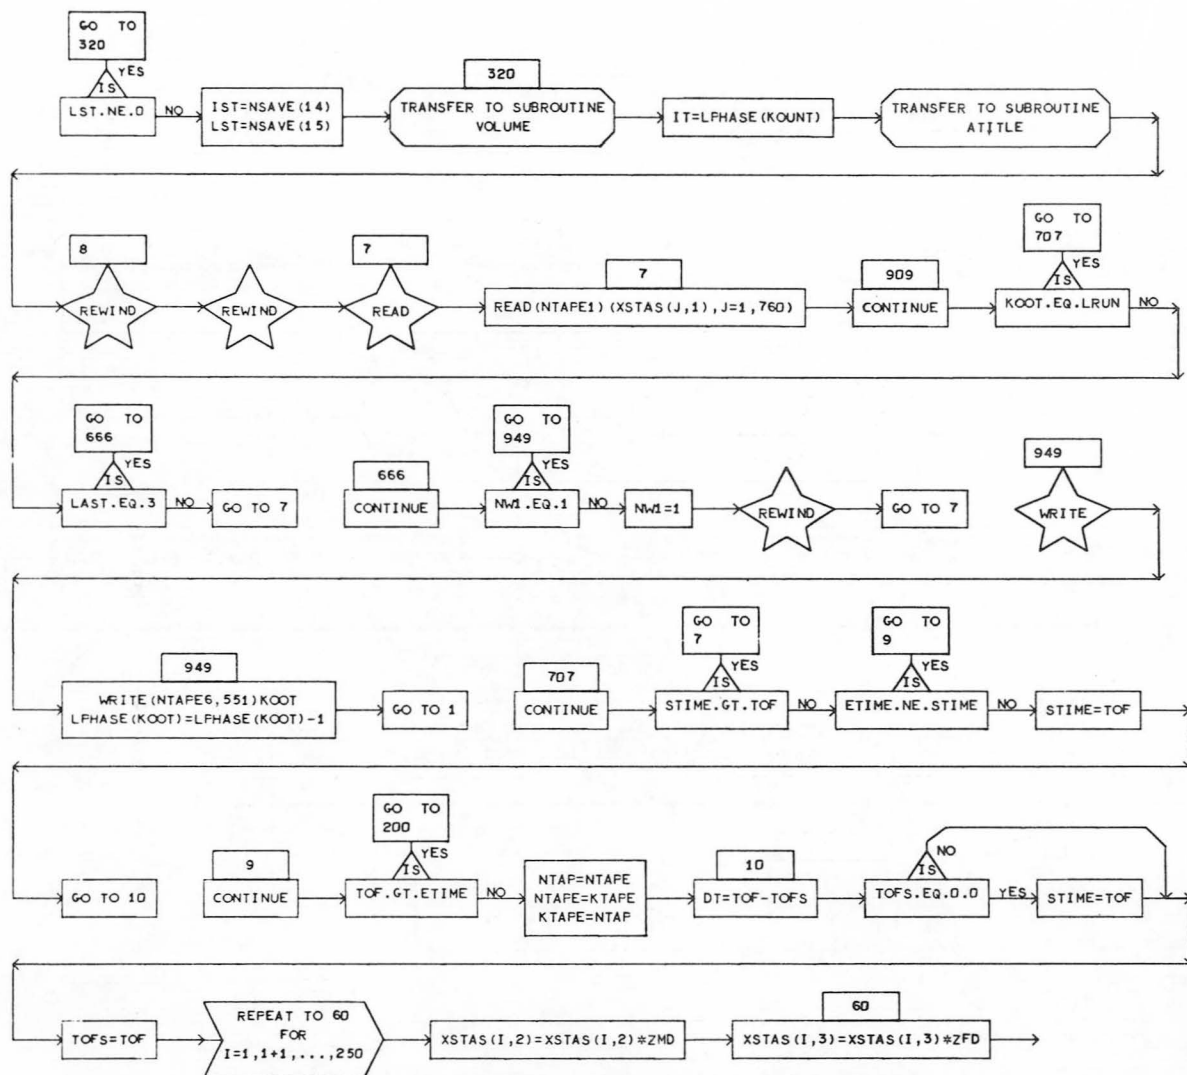 GO TO
320
YES
IS
LST.NE.0
NO
IST=NSAVE(14)
LST=NSAVE(15)
320
TRANSFER TO SUBROUTINE
VOLUME
IT=LPHASE(KOUNT)
TRANSFER TO SUBROUTINE
ATITLE
8
REWIND
REWIND
7
READ
7
READ(NTAPE1)(XSTAS(J,1),J=1,760)
909
CONTINUE
GO TO
707
YES
IS
KOOT.EQ.LRUN
NO
GO TO
666
YES
IS
LAST.EQ.3
NO
GO TO 7
666
CONTINUE
GO TO
949
YES
IS
NW1.EQ.1
NO
NW1=1
REWIND
GO TO 7
949
WRITE
949
WRITE(NTAPE6,551)KOOT
LPHASE(KOOT)=LPHASE(KOOT)-1
GO TO 1
707
CONTINUE
GO TO
7
YES
IS
STIME.GT.TOF
NO
GO TO
9
YES
IS
ETIME.NE.STIME
NO
STIME=TOF
GO TO 10
9
CONTINUE
GO TO
200
YES
IS
TOF.GT.ETIME
NO
NTAP=NTAPE
NTAPE=KTAPE
KTAPE=NTAP
10
DT=TOF-TOFS
NO
IS
TOFS.EQ.0.0
YES
STIME=TOF
TOFS=TOF
REPEAT TO 60
FOR
I=1,1+1,...,250
XSTAS(I,2)=XSTAS(I,2)*ZMD
60
XSTAS(I,3)=XSTAS(I,3)*ZFD